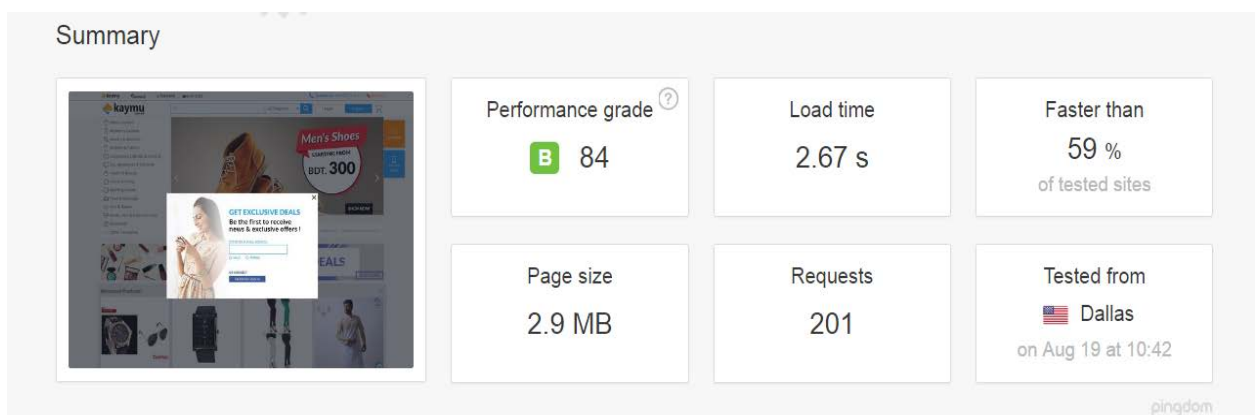 Summary
kaymu
Men's Shoes
STARTING FROM
BDT. 300
SHOP NOW
GET EXCLUSIVE DEALS
Be the first to receive
news & exclusive offers !
EALS
Performance grade ?
B 84
Load time
2.67 s
Faster than
59 %
of tested sites
Page size
2.9 MB
Requests
201
Tested from
Dallas
on Aug 19 at 10:42
pingdom